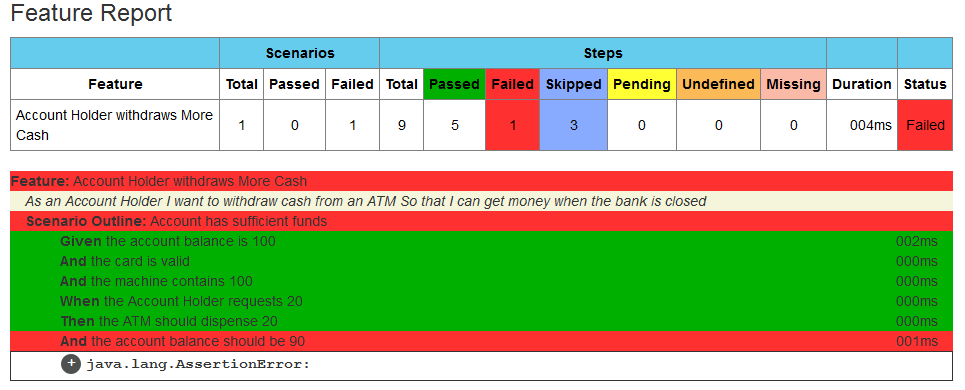 Feature Report
Scenarios Steps
Feature Total Passed Failed Total Passed Failed Skipped Pending Undefined Missing Duration Status
Account Holder withdraws More
Cash
1 0 1 9 5 1 3 0 0 0 004ms Failed
Feature: Account Holder withdraws More Cash
As an Account Holder I want to withdraw cash from an ATM So that I can get money when the bank is closed
Scenario Outline: Account has sufficient funds
Given the account balance is 100 002ms
And the card is valid 000ms
And the machine contains 100 000ms
When the Account Holder requests 20 000ms
Then the ATM should dispense 20 000ms
And the account balance should be 90 001ms
+ java.lang.AssertionError: